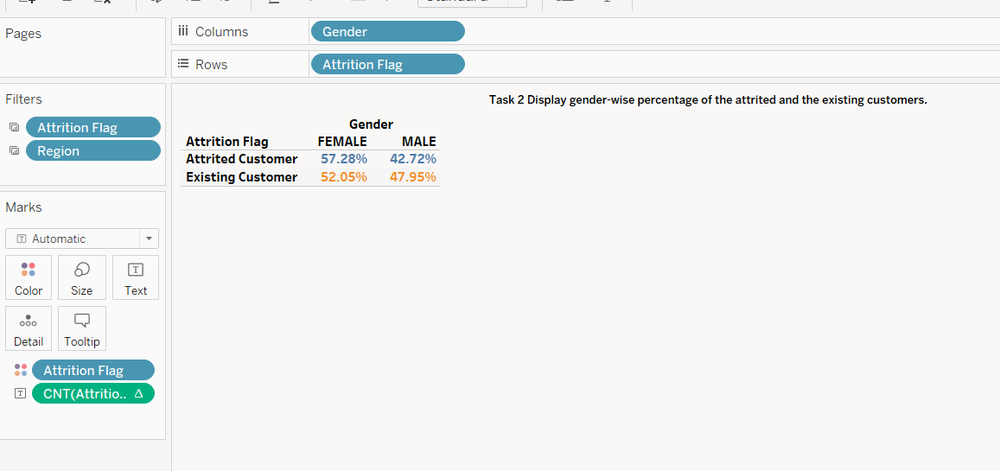 Pages
Columns
Gender
Rows
Attrition Flag
Filters
Attrition Flag
Region
Marks
Automatic
Color
Size
Text
Detail
Tooltip
Attrition Flag
CNT(Attritio..
Task 2 Display gender-wise percentage of the attrited and the existing customers.
Gender
Attrition Flag FEMALE MALE
Attrited Customer 57.28% 42.72%
Existing Customer 52.05% 47.95%